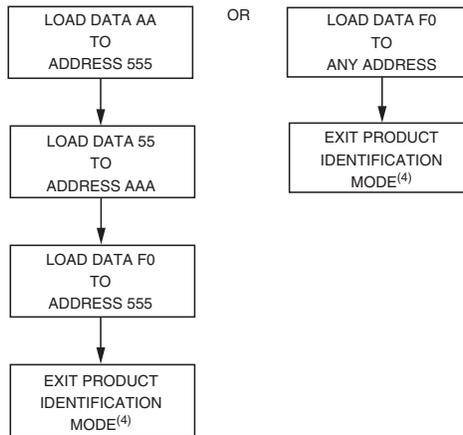 LOAD DATA AA
TO
ADDRESS 555
LOAD DATA 55
TO
ADDRESS AAA
LOAD DATA F0
TO
ADDRESS 555
EXIT PRODUCT
IDENTIFICATION
MODE(4)
OR
LOAD DATA F0
TO
ANY ADDRESS
EXIT PRODUCT
IDENTIFICATION
MODE(4)